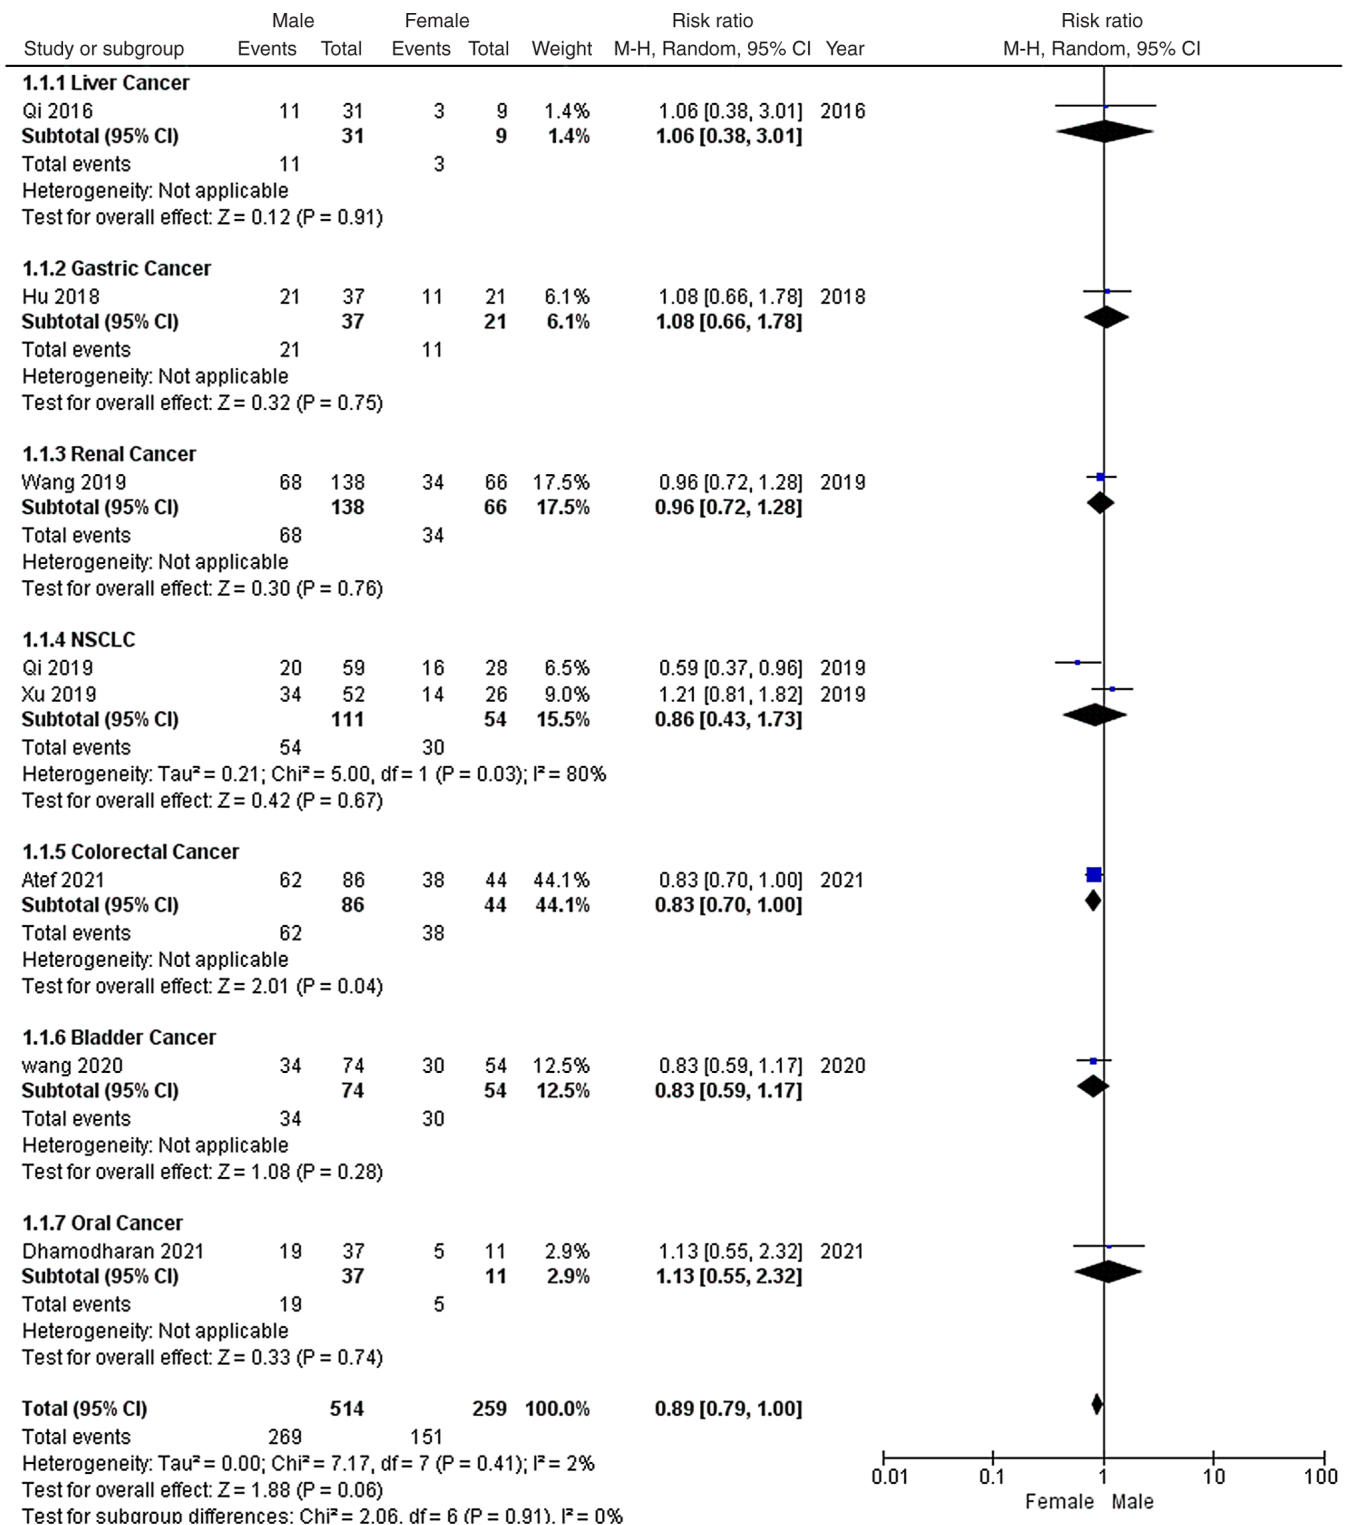 Male Female Risk ratio Risk ratio
Study or subgroup Events Total Events Total Weight M-H, Random, 95% CI Year M-H, Random, 95% CI
1.1.1 Liver Cancer
Qi 2016 11 31 3 9 1.4% 1.06 [0.38, 3.01] 2016
Subtotal (95% CI) 31 9 1.4% 1.06 [0.38, 3.01]
Total events 11 3
Heterogeneity: Not applicable
Test for overall effect: Z = 0.12 (P = 0.91)
1.1.2 Gastric Cancer
Hu 2018 21 37 11 21 6.1% 1.08 [0.66, 1.78] 2018
Subtotal (95% CI) 37 21 6.1% 1.08 [0.66, 1.78]
Total events 21 11
Heterogeneity: Not applicable
Test for overall effect: Z = 0.32 (P = 0.75)
1.1.3 Renal Cancer
Wang 2019 68 138 34 66 17.5% 0.96 [0.72, 1.28] 2019
Subtotal (95% CI) 138 66 17.5% 0.96 [0.72, 1.28]
Total events 68 34
Heterogeneity: Not applicable
Test for overall effect: Z = 0.30 (P = 0.76)
1.1.4 NSCLC
Qi 2019 20 59 16 28 6.5% 0.59 [0.37, 0.96] 2019
Xu 2019 34 52 14 26 9.0% 1.21 [0.81, 1.82] 2019
Subtotal (95% CI) 111 54 15.5% 0.86 [0.43, 1.73]
Total events 54 30
Heterogeneity: Tau² = 0.21; Chi² = 5.00, df = 1 (P = 0.03); I² = 80%
Test for overall effect: Z = 0.42 (P = 0.67)
1.1.5 Colorectal Cancer
Atef 2021 62 86 38 44 44.1% 0.83 [0.70, 1.00] 2021
Subtotal (95% CI) 86 44 44.1% 0.83 [0.70, 1.00]
Total events 62 38
Heterogeneity: Not applicable
Test for overall effect: Z = 2.01 (P = 0.04)
1.1.6 Bladder Cancer
wang 2020 34 74 30 54 12.5% 0.83 [0.59, 1.17] 2020
Subtotal (95% CI) 74 54 12.5% 0.83 [0.59, 1.17]
Total events 34 30
Heterogeneity: Not applicable
Test for overall effect: Z = 1.08 (P = 0.28)
1.1.7 Oral Cancer
Dhamodharan 2021 19 37 5 11 2.9% 1.13 [0.55, 2.32] 2021
Subtotal (95% CI) 37 11 2.9% 1.13 [0.55, 2.32]
Total events 19 5
Heterogeneity: Not applicable
Test for overall effect: Z = 0.33 (P = 0.74)
Total (95% CI) 514 259 100.0% 0.89 [0.79, 1.00]
Total events 269 151
Heterogeneity: Tau² = 0.00; Chi² = 7.17, df = 7 (P = 0.41); I² = 2%
Test for overall effect: Z = 1.88 (P = 0.06)
Test for subgroup differences: Chi² = 2.06, df = 6 (P = 0.91), I² = 0%
0.01 0.1 1 10 100
Female Male